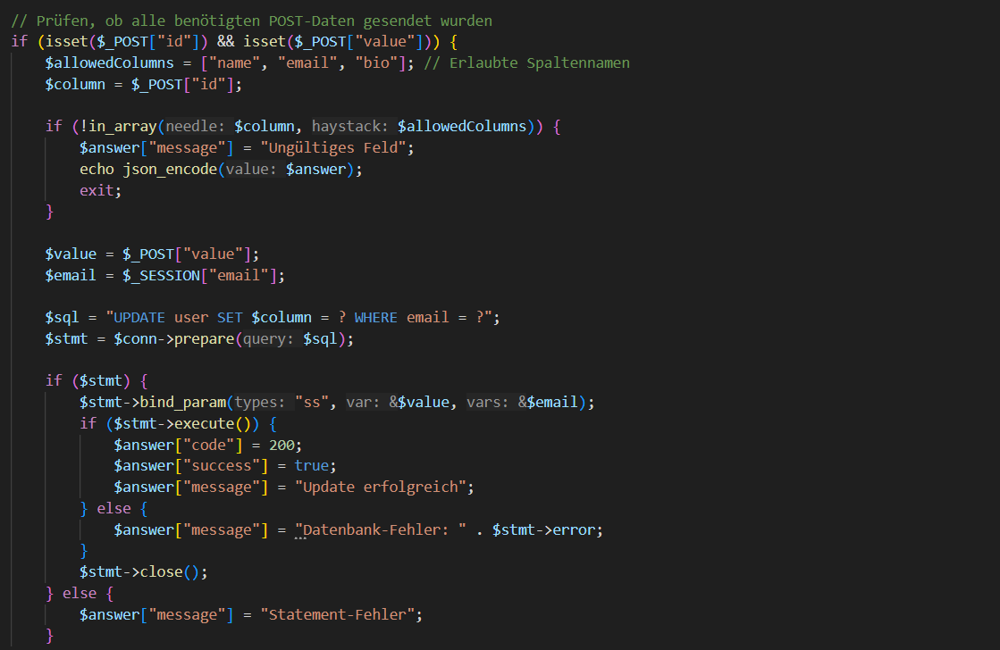 // Prüfen, ob alle benötigten POST-Daten gesendet wurden
if (isset($_POST["id"]) && isset($_POST["value"])) {
$allowedColumns = ["name", "email", "bio"]; // Erlaubte Spaltennamen
$column = $_POST["id"];
if (!in_array(needle: $column, haystack: $allowedColumns)) {
$answer["message"] = "Ungültiges Feld";
echo json_encode(value: $answer);
exit;
}
$value = $_POST["value"];
$email = $_SESSION["email"];
$sql = "UPDATE user SET $column = ? WHERE email = ?";
$stmt = $conn->prepare(query: $sql);
if ($stmt) {
$stmt->bind_param(types: "ss", var: &$value, vars: &$email);
if ($stmt->execute()) {
$answer["code"] = 200;
$answer["success"] = true;
$answer["message"] = "Update erfolgreich";
} else {
$answer["message"] = "Datenbank-Fehler: " . $stmt->error;
}
$stmt->close();
} else {
$answer["message"] = "Statement-Fehler";
}